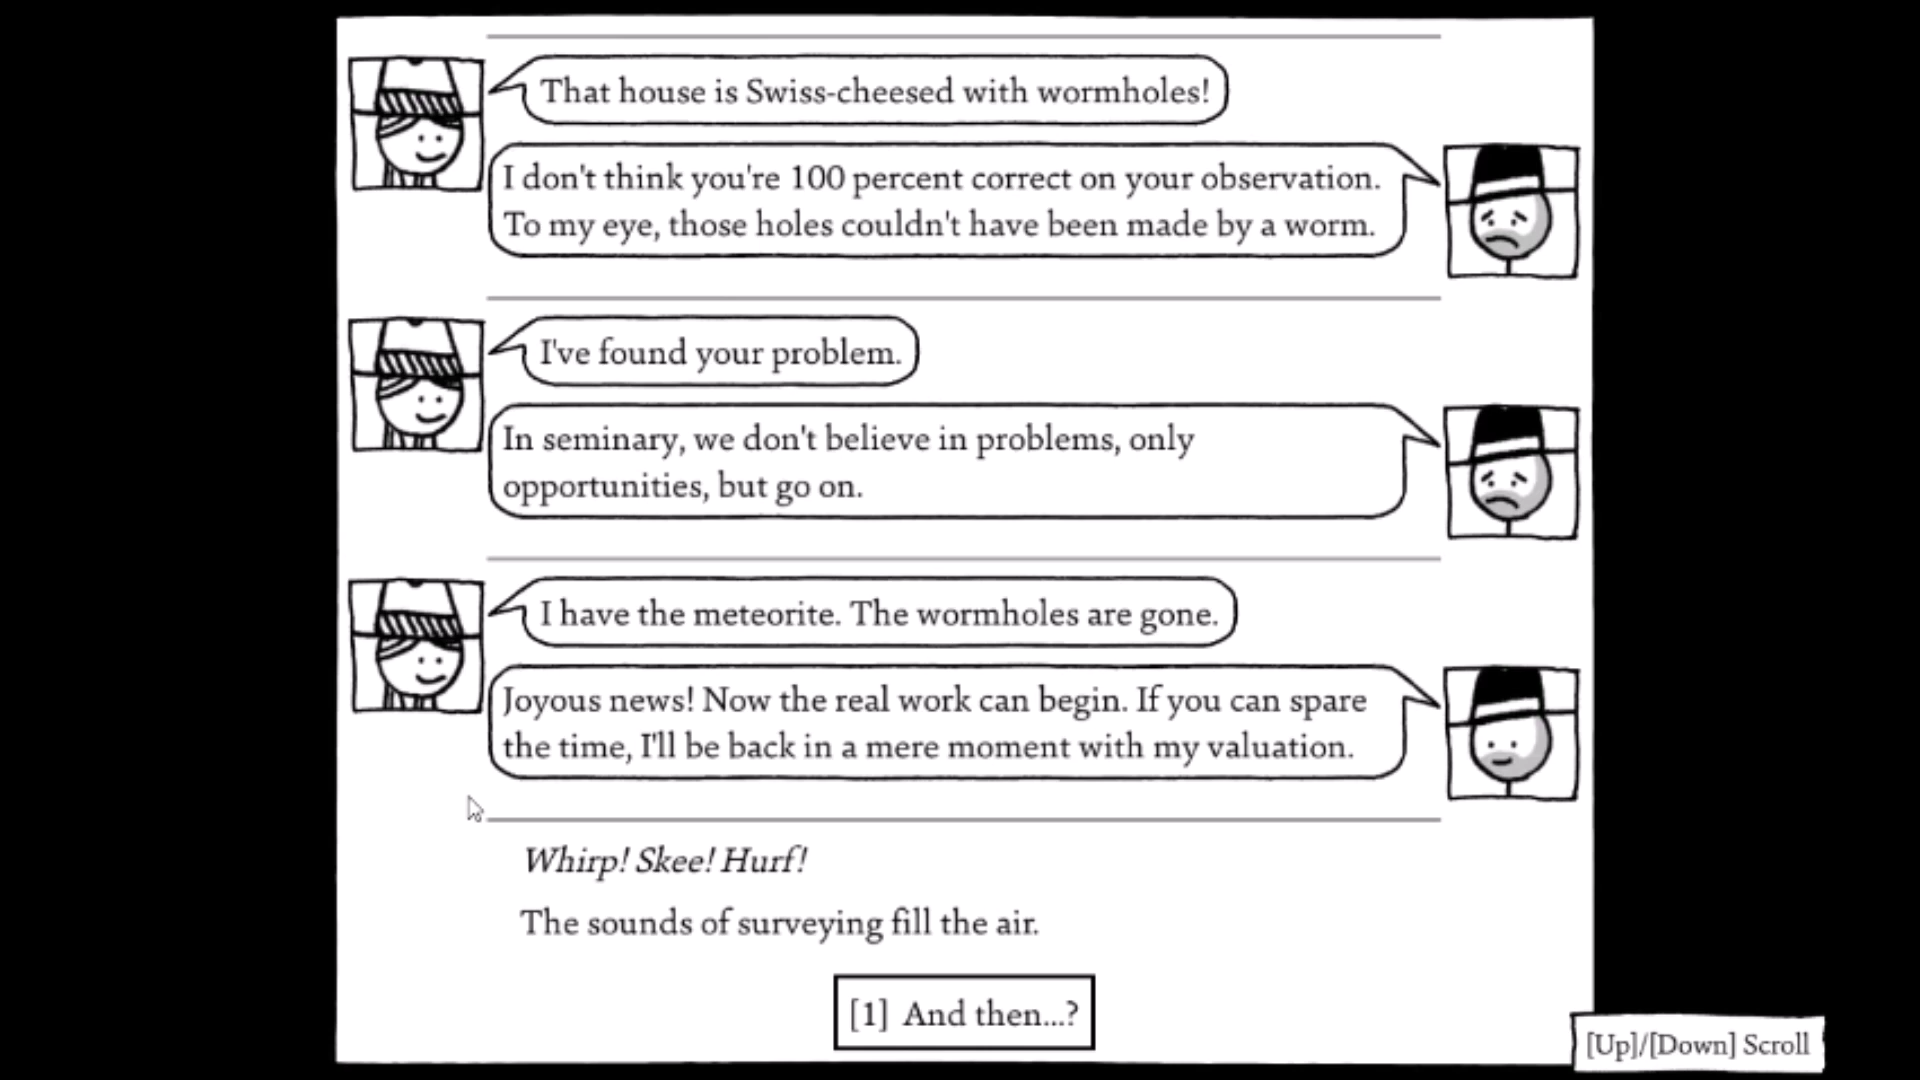 That house is Swiss-cheesed with wormholes!
I don't think you're 100 percent correct on your observation.
To my eye, those holes couldn't have been made by a worm.
I've found your problem.
In seminary, we don't believe in problems, only
opportunities, but go on.
I have the meteorite. The wormholes are gone.
Joyous news! Now the real work can begin. If you can spare
the time, I'll be back in a mere moment with my valuation.
Whirp! Skee! Hurf!
The sounds of surveying fill the air.
[1] And then...?
[Up]/[Down] Scroll